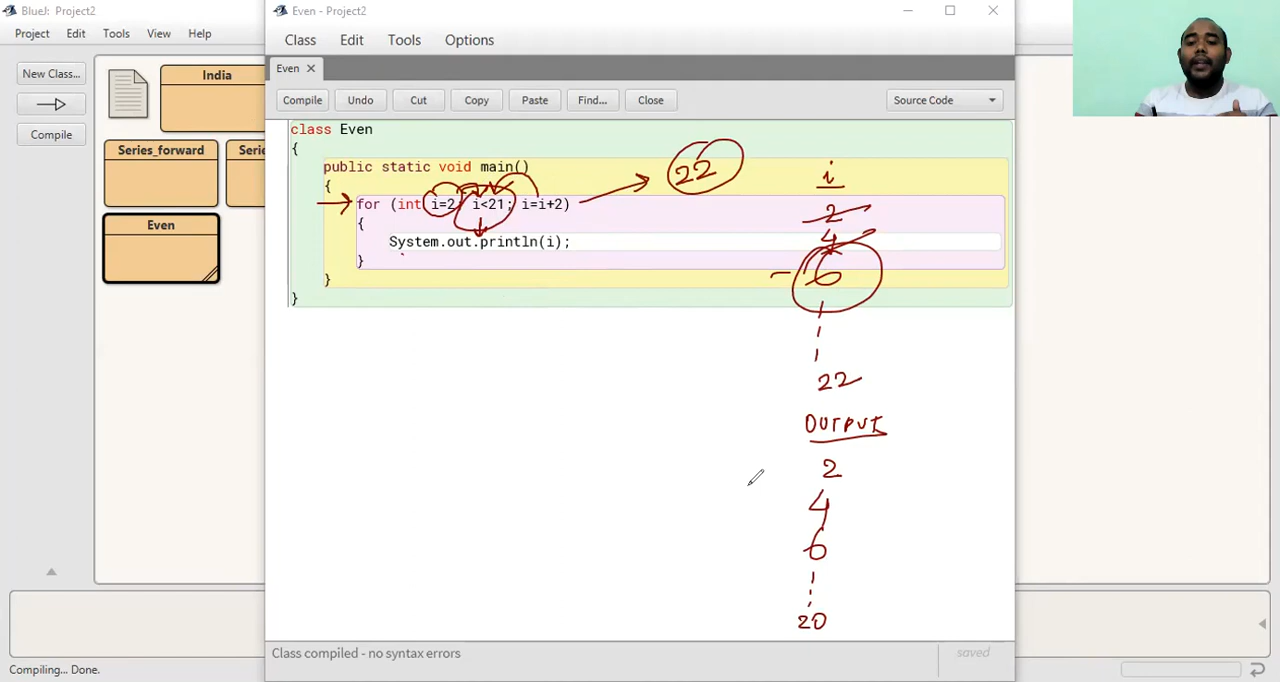 BlueJ: Project2
Project Edit Tools View Help
New Class...
Compile
India
Series_forward
Serie
Even
Compiling... Done.
Even - Project2
Class Edit Tools Options
Even
Compile Undo Cut Copy Paste Find... Close Source Code
class Even
{
public static void main()
{
for (int i=2; i<21; i=i+2)
{
System.out.println(i);
}
}
}
22
i
2
4
6
22
OUTPUT
2
4
6
20
Class compiled - no syntax errors
saved